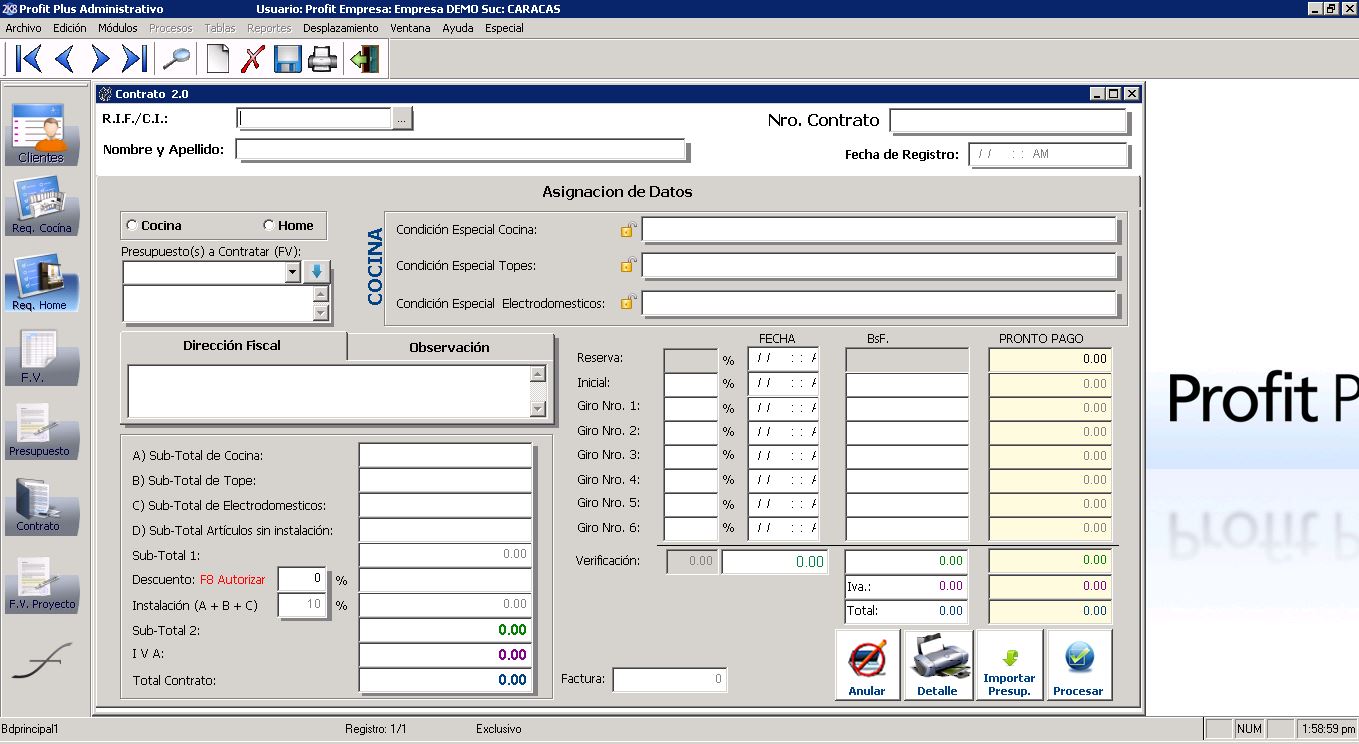 2K8 Profit Plus Administrativo Usuario: Profit Empresa: Empresa DEMO Suc: CARACAS
Archivo Edición Módulos Procesos Tablas Reportes Desplazamiento Ventana Ayuda Especial
Contrato 2.0
R.I.F./C.I.: ... Nro. Contrato
Nombre y Apellido: Fecha de Registro: / / : : AM
Asignacion de Datos
Clientes
Req. Cocína
Req. Home
F.V.
Presupuesto
Contrato
F.V. Proyecto
Cocina Home
Presupuesto(s) a Contratar (FV):
COCINA
Condición Especial Cocina:
Condición Especial Topes:
Condición Especial Electrodomesticos:
Dirección Fiscal Observación
FECHA BsF. PRONTO PAGO
Reserva: % / / : : A 0.00
Inicial: % / / : : A 0.00
Giro Nro. 1: % / / : : A 0.00
Giro Nro. 2: % / / : : A 0.00
Giro Nro. 3: % / / : : A 0.00
Giro Nro. 4: % / / : : A 0.00
Giro Nro. 5: % / / : : A 0.00
Giro Nro. 6: % / / : : A 0.00
Verificación: 0.00 0.00 0.00 0.00
Iva.: 0.00 0.00
Total: 0.00 0.00
A) Sub-Total de Cocina:
B) Sub-Total de Tope:
C) Sub-Total de Electrodomesticos:
D) Sub-Total Artículos sin instalación:
Sub-Total 1: 0.00
Descuento: F8 Autorizar 0 %
Instalación (A + B + C) 10 % 0.00
Sub-Total 2: 0.00
I V A: 0.00
Total Contrato: 0.00
Factura: 0
Anular
Detalle
Importar
Presup.
Procesar
Profit P
Bdprincipal1 Registro: 1/1 Exclusivo NUM 1:58:59 pm